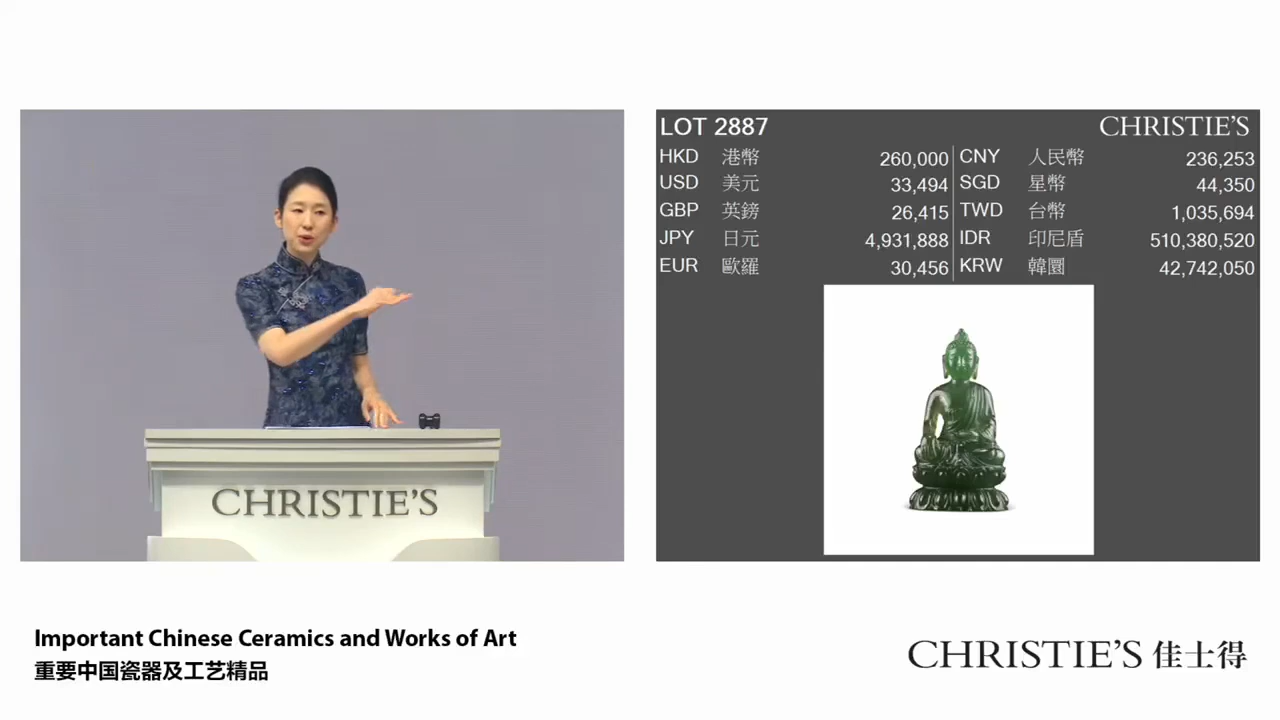 CHRISTIE'S
LOT 2887 CHRISTIE'S
HKD 港幣 260,000 CNY 人民幣 236,253
USD 美元 33,494 SGD 星幣 44,350
GBP 英鎊 26,415 TWD 台幣 1,035,694
JPY 日元 4,931,888 IDR 印尼盾 510,380,520
EUR 歐羅 30,456 KRW 韓圜 42,742,050
Important Chinese Ceramics and Works of Art
重要中国瓷器及工艺精品
CHRISTIE'S 佳士得